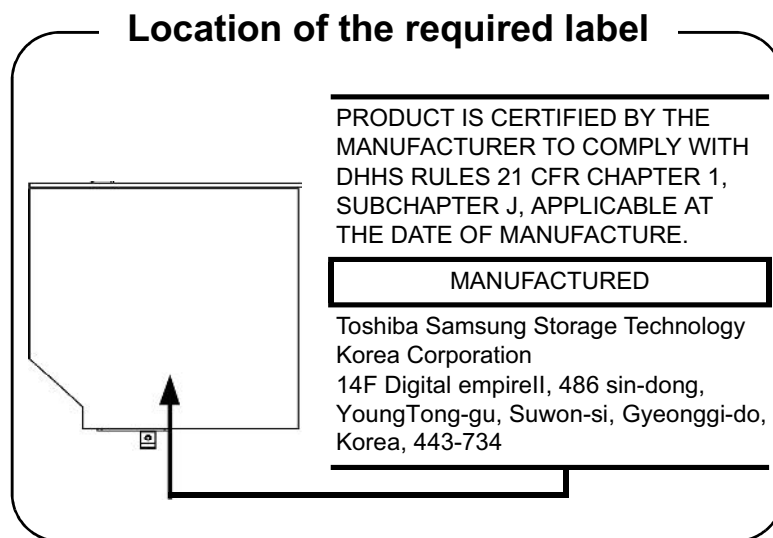 Location of the required label
PRODUCT IS CERTIFIED BY THE
MANUFACTURER TO COMPLY WITH
DHHS RULES 21 CFR CHAPTER 1,
SUBCHAPTER J, APPLICABLE AT
THE DATE OF MANUFACTURE.
MANUFACTURED
Toshiba Samsung Storage Technology
Korea Corporation
14F Digital empireII, 486 sin-dong,
YoungTong-gu, Suwon-si, Gyeonggi-do,
Korea, 443-734